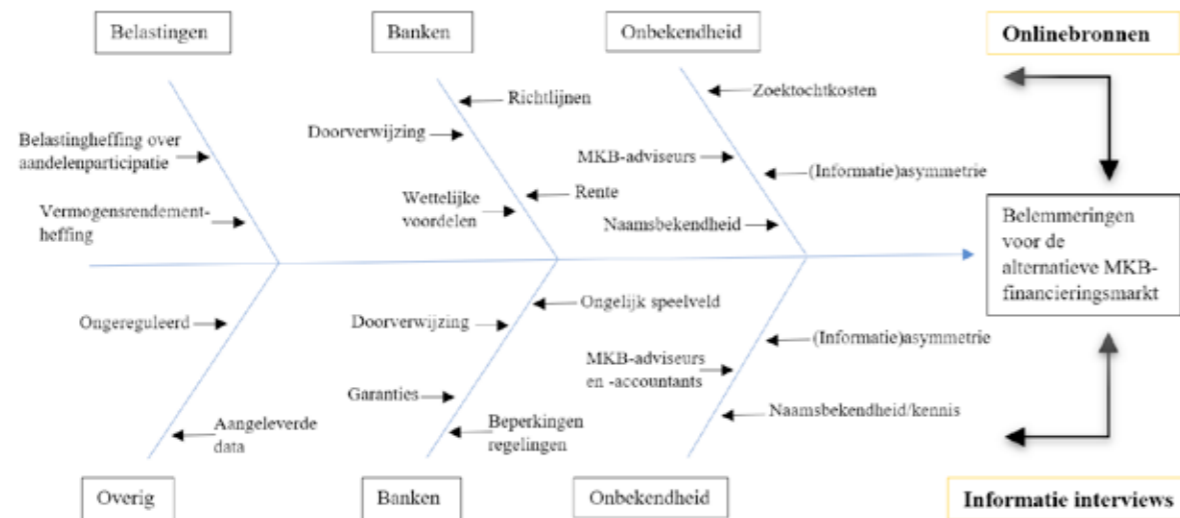 Belastingen
Banken
Onbekendheid
Onlinebronnen
Richtlijnen
Zoektochtkosten
Doorverwijzing
Belastingheffing over
aandelenparticipatie
MKB-adviseurs
(Informatie)asymmetrie
Rente
Wettelijke
voordelen
Vermogensrendement-
heffing
Naamsbekendheid
Belemmeringen
voor de
alternatieve MKB-
financieringsmarkt
Ongelijk speelveld
Ongereguleerd
Doorverwijzing
(Informatie)asymmetrie
MKB-adviseurs
en -accountants
Garanties
Naamsbekendheid/kennis
Aangeleverde
data
Beperkingen
regelingen
Overig
Banken
Onbekendheid
Informatie interviews